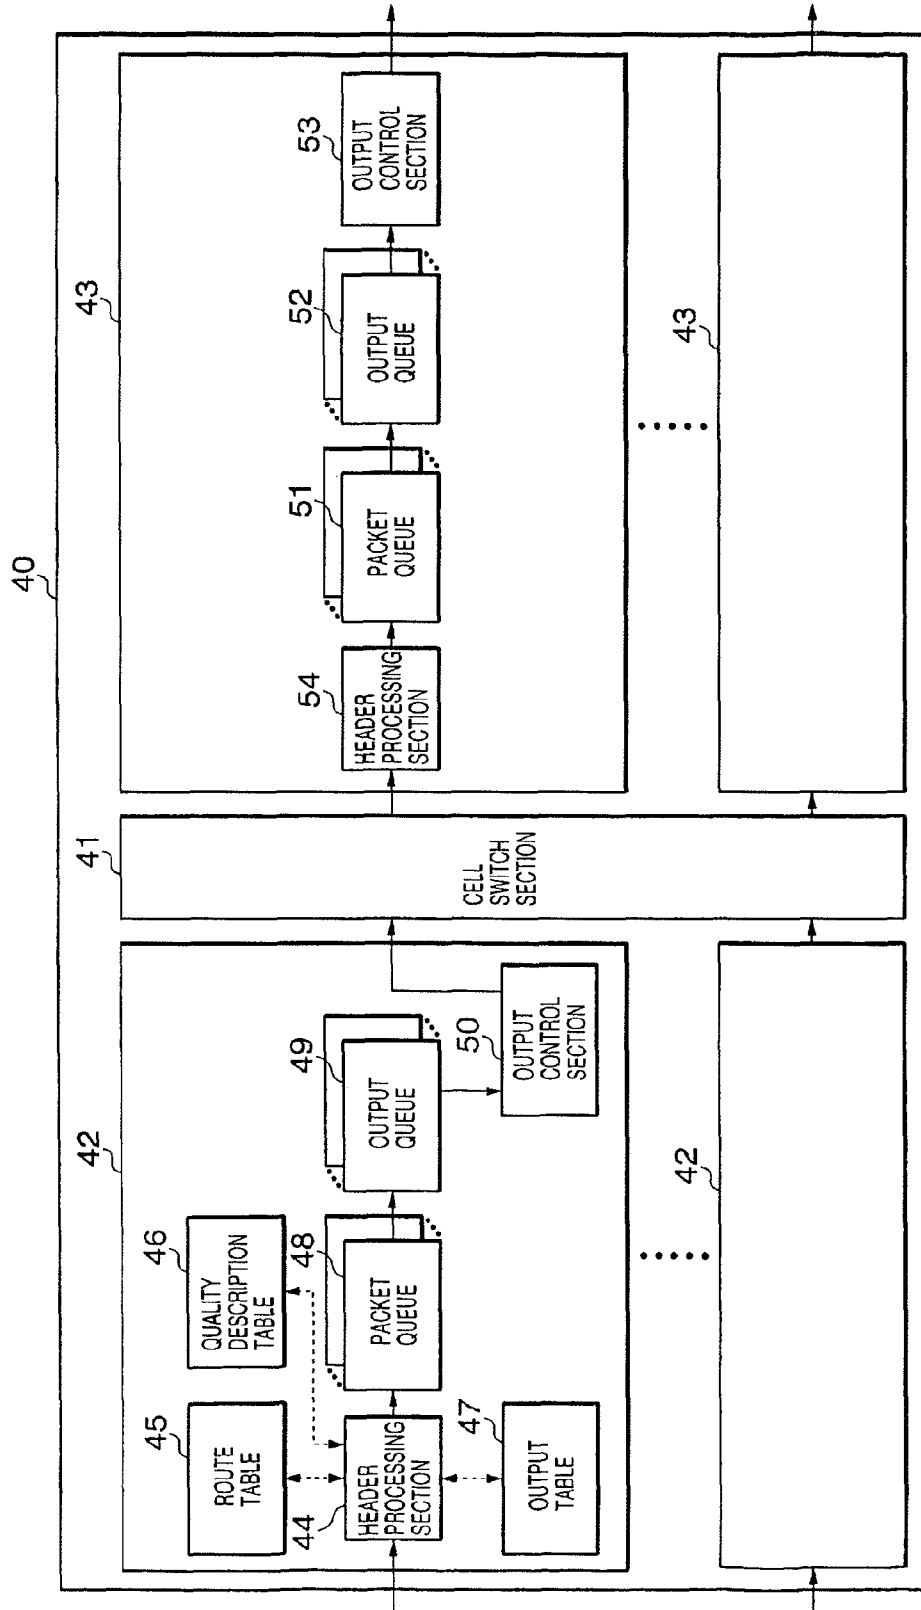 40
42
45
ROUTE
TABLE
46
QUALITY
DESCRIPTION
TABLE
44
HEADER
PROCESSING
SECTION
48
PACKET
QUEUE
49
OUTPUT
QUEUE
47
OUTPUT
TABLE
50
OUTPUT
CONTROL
SECTION
42
41
CELL
SWITCH
SECTION
43
54
HEADER
PROCESSING
SECTION
51
PACKET
QUEUE
52
OUTPUT
QUEUE
53
OUTPUT
CONTROL
SECTION
43